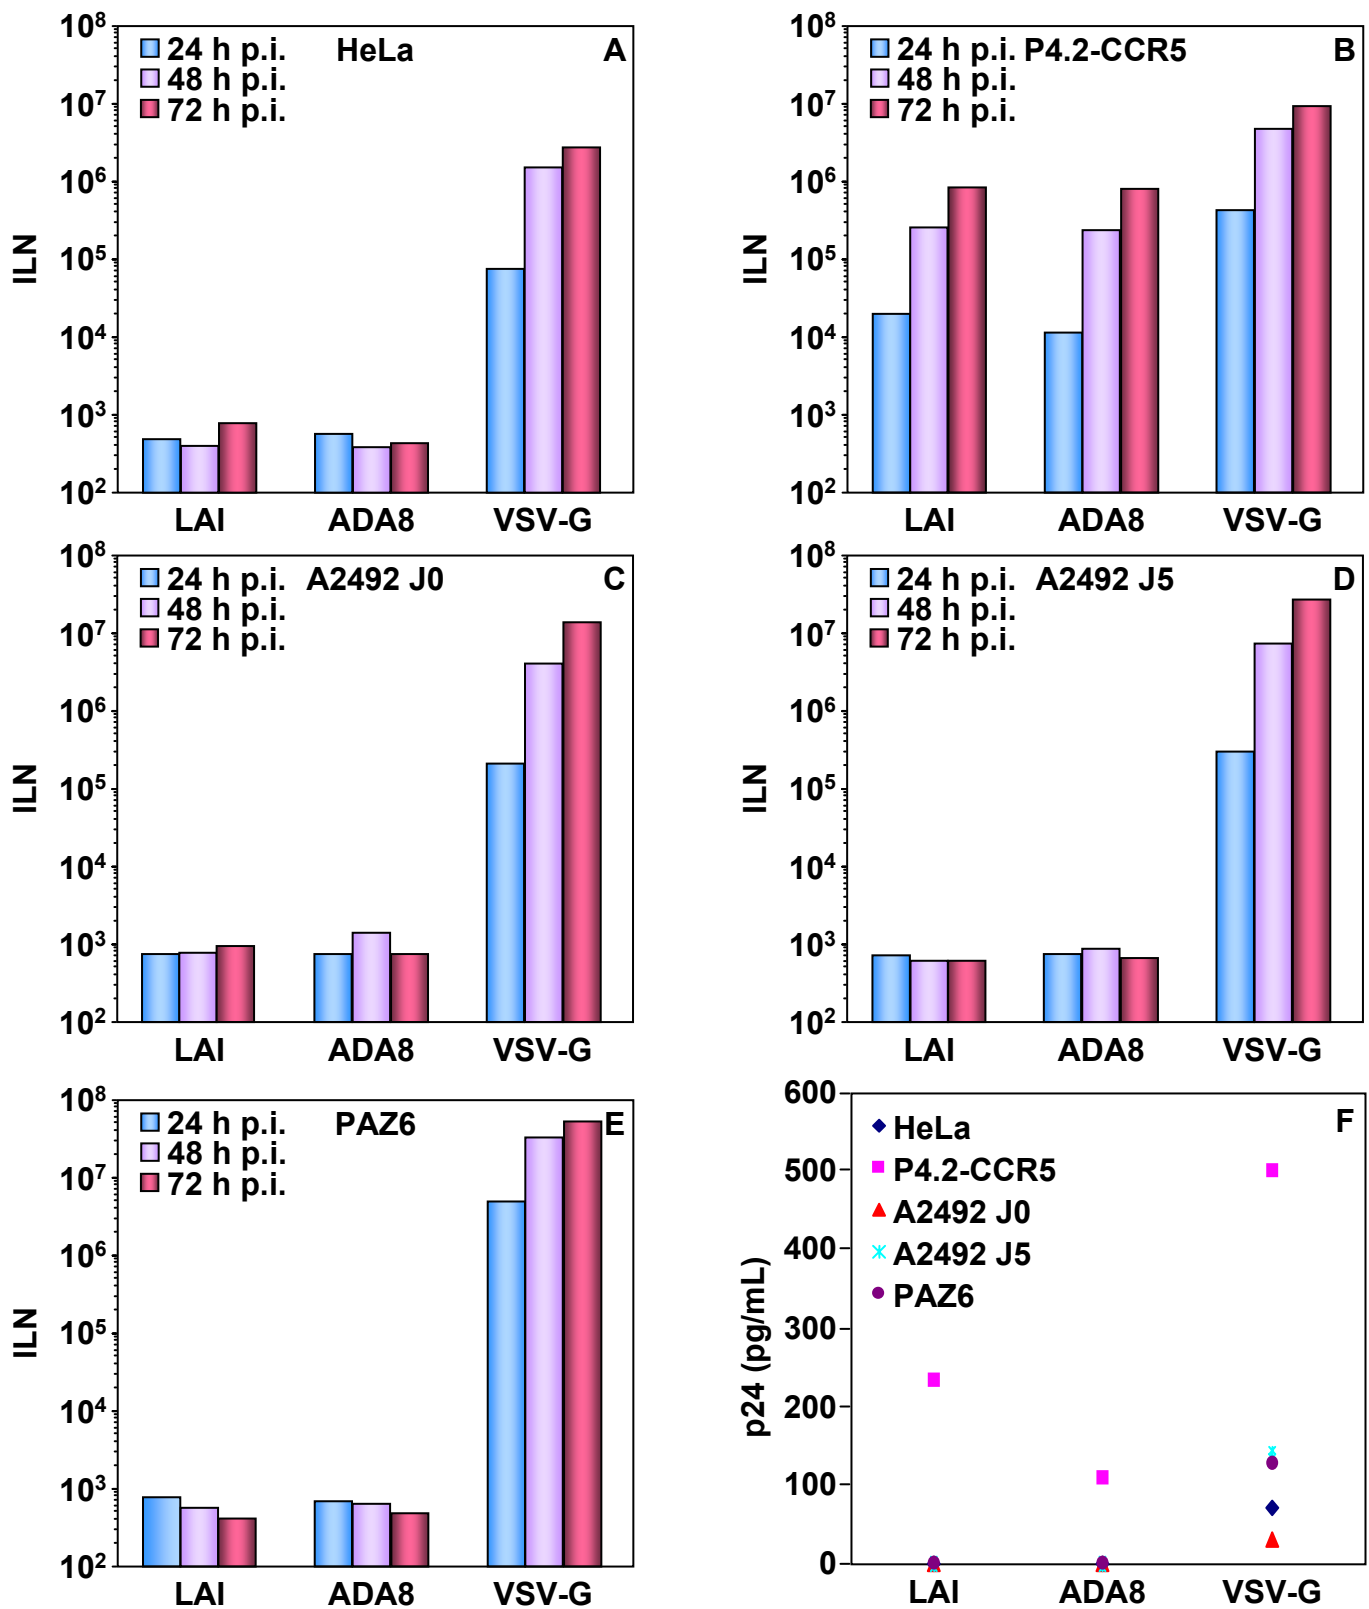 HeLa A
24 h p.i.
48 h p.i.
72 h p.i.
ILN
10⁸
10⁷
10⁶
10⁵
10⁴
10³
10²
LAI ADA8 VSV-G
P4.2-CCR5 B
24 h p.i.
48 h p.i.
72 h p.i.
ILN
10⁸
10⁷
10⁶
10⁵
10⁴
10³
10²
LAI ADA8 VSV-G
A2492 J0 C
24 h p.i.
48 h p.i.
72 h p.i.
ILN
10⁸
10⁷
10⁶
10⁵
10⁴
10³
10²
LAI ADA8 VSV-G
A2492 J5 D
24 h p.i.
48 h p.i.
72 h p.i.
ILN
10⁸
10⁷
10⁶
10⁵
10⁴
10³
10²
LAI ADA8 VSV-G
PAZ6 E
24 h p.i.
48 h p.i.
72 h p.i.
ILN
10⁸
10⁷
10⁶
10⁵
10⁴
10³
10²
LAI ADA8 VSV-G
F
HeLa
P4.2-CCR5
A2492 J0
A2492 J5
PAZ6
p24 (pg/mL)
600
500
400
300
200
100
0
LAI ADA8 VSV-G